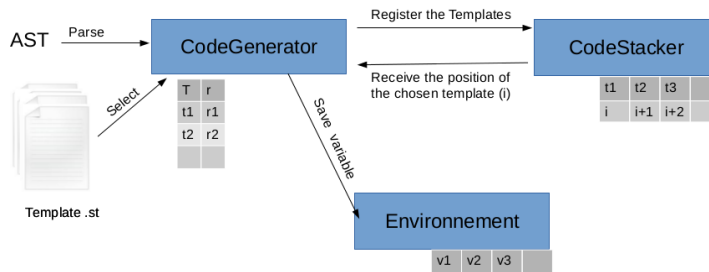 AST
Parse
CodeGenerator
Register the Templates
CodeStacker
Receive the position of
the chosen template (i)
Select
T r
t1 r1
t2 r2
t1 t2 t3
i i+1 i+2
Save variable
Template .st
Environnement
v1 v2 v3